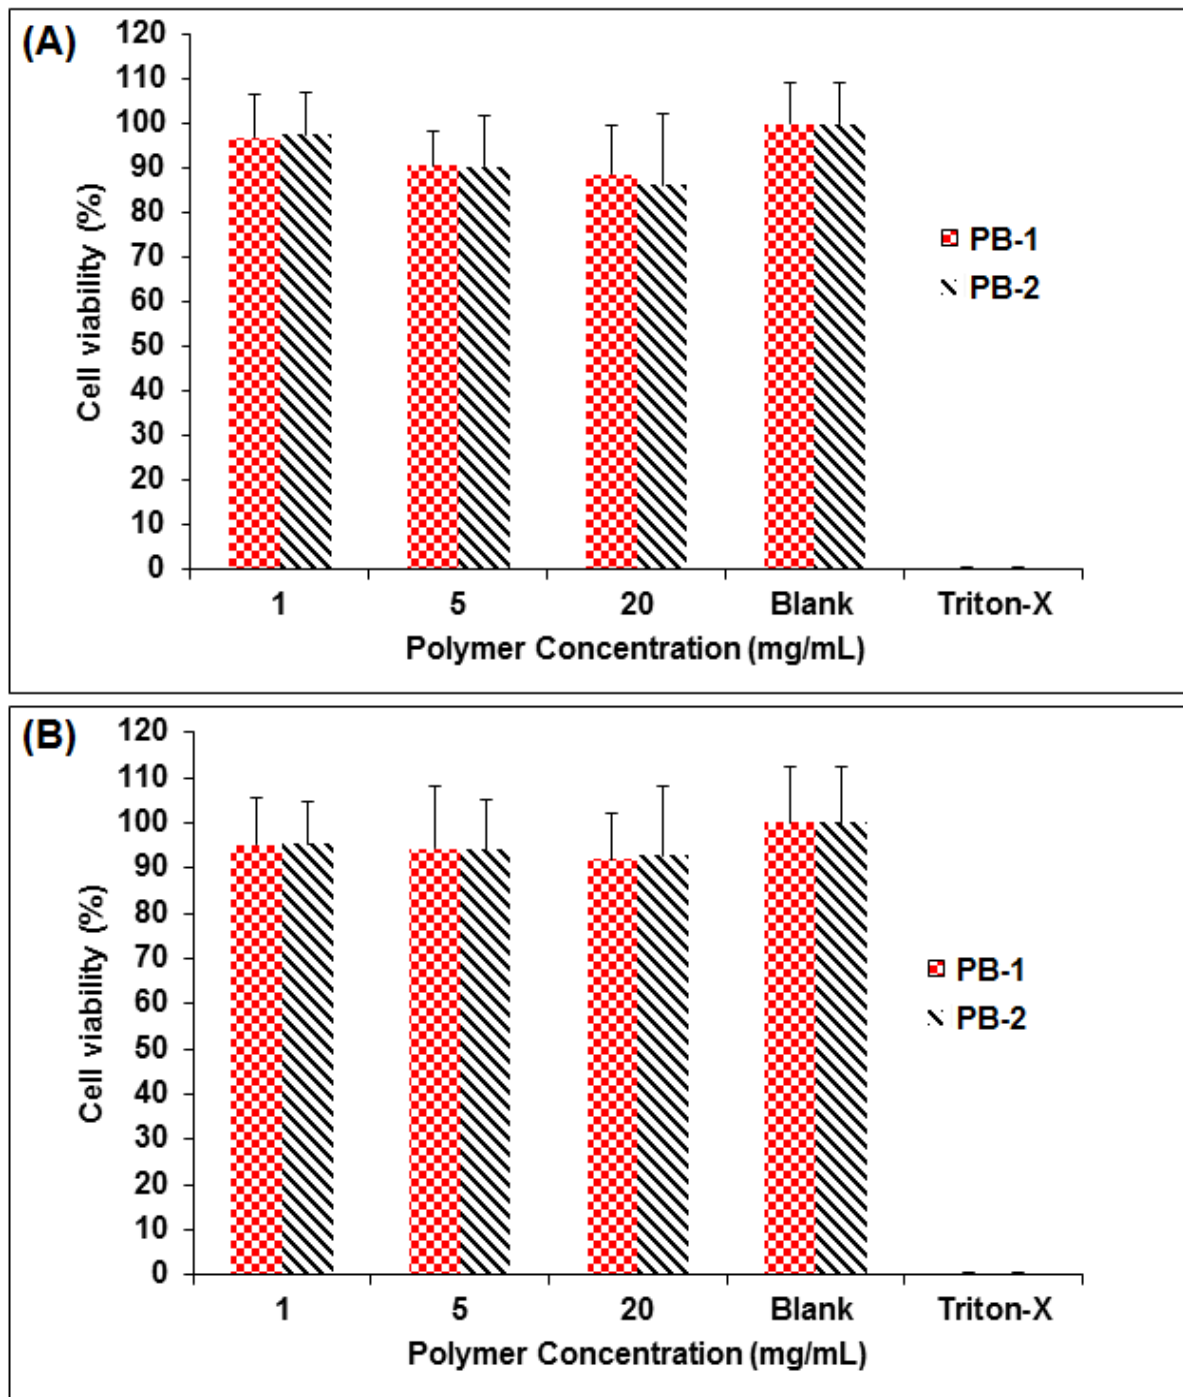 (A)
120
110
100
90
80
70
60
50
40
30
20
10
0
Cell viability (%)
PB-1
PB-2
1 5 20 Blank Triton-X
Polymer Concentration (mg/mL)
(B)
120
110
100
90
80
70
60
50
40
30
20
10
0
Cell viability (%)
PB-1
PB-2
1 5 20 Blank Triton-X
Polymer Concentration (mg/mL)